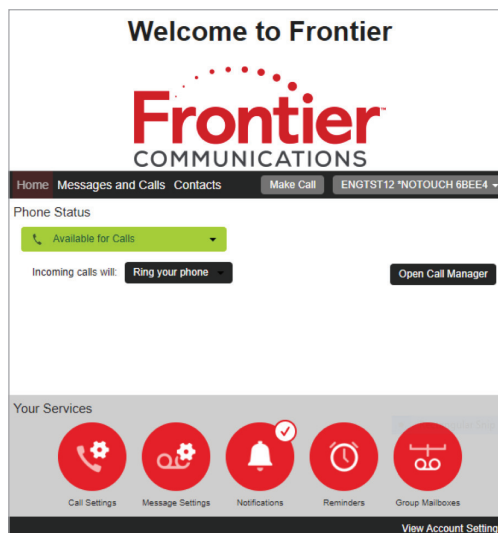 Welcome to Frontier
Frontier™
COMMUNICATIONS
Home Messages and Calls Contacts Make Call ENGTST12 *NOTOUCH 6BEE4
Phone Status
Available for Calls
Incoming calls will: Ring your phone Open Call Manager
Your Services
Call Settings Message Settings Notifications Reminders Group Mailboxes
View Account Setting